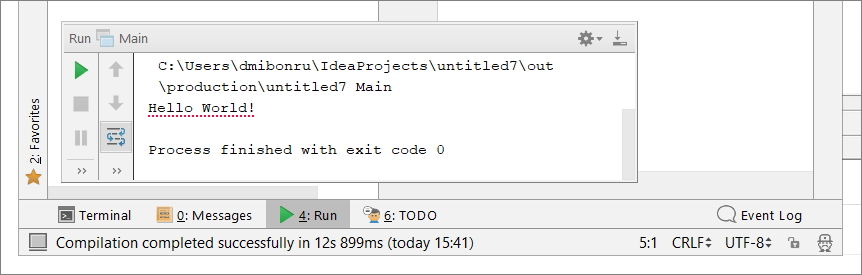 Run Main
C:\Users\dmibonru\IdeaProjects\untitled7\out
\production\untitled7 Main
Hello World!
Process finished with exit code 0
2: Favorites
Terminal 0: Messages 4: Run 6: TODO Event Log
Compilation completed successfully in 12s 899ms (today 15:41) 5:1 CRLF UTF-8